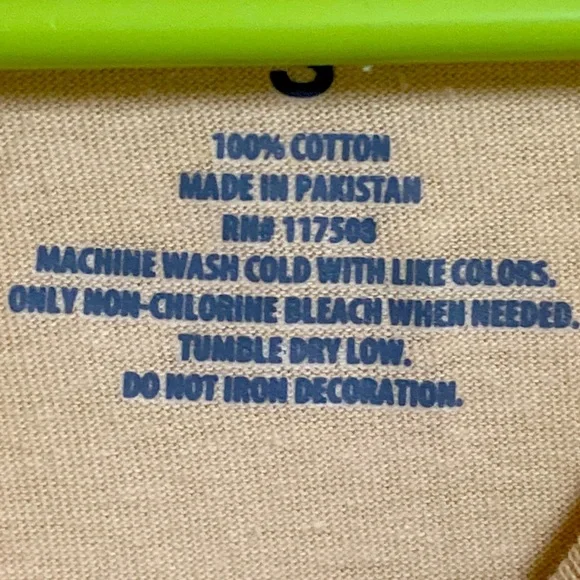 100% COTTON
MADE IN PAKISTAN
RN# 117508
MACHINE WASH COLD WITH LIKE COLORS.
ONLY NON-CHLORINE BLEACH WHEN NEEDED.
TUMBLE DRY LOW.
DO NOT IRON DECORATION.